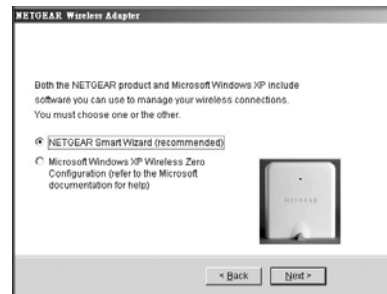 NETGEAR Wireless Adapter
Both the NETGEAR product and Microsoft Windows XP include
software you can use to manage your wireless connections.
You must choose one or the other.
NETGEAR Smart Wizard (recommended)
Microsoft Windows XP Wireless Zero
Configuration (refer to the Microsoft
documentation for help)
NETGEAR
< Back
Next >